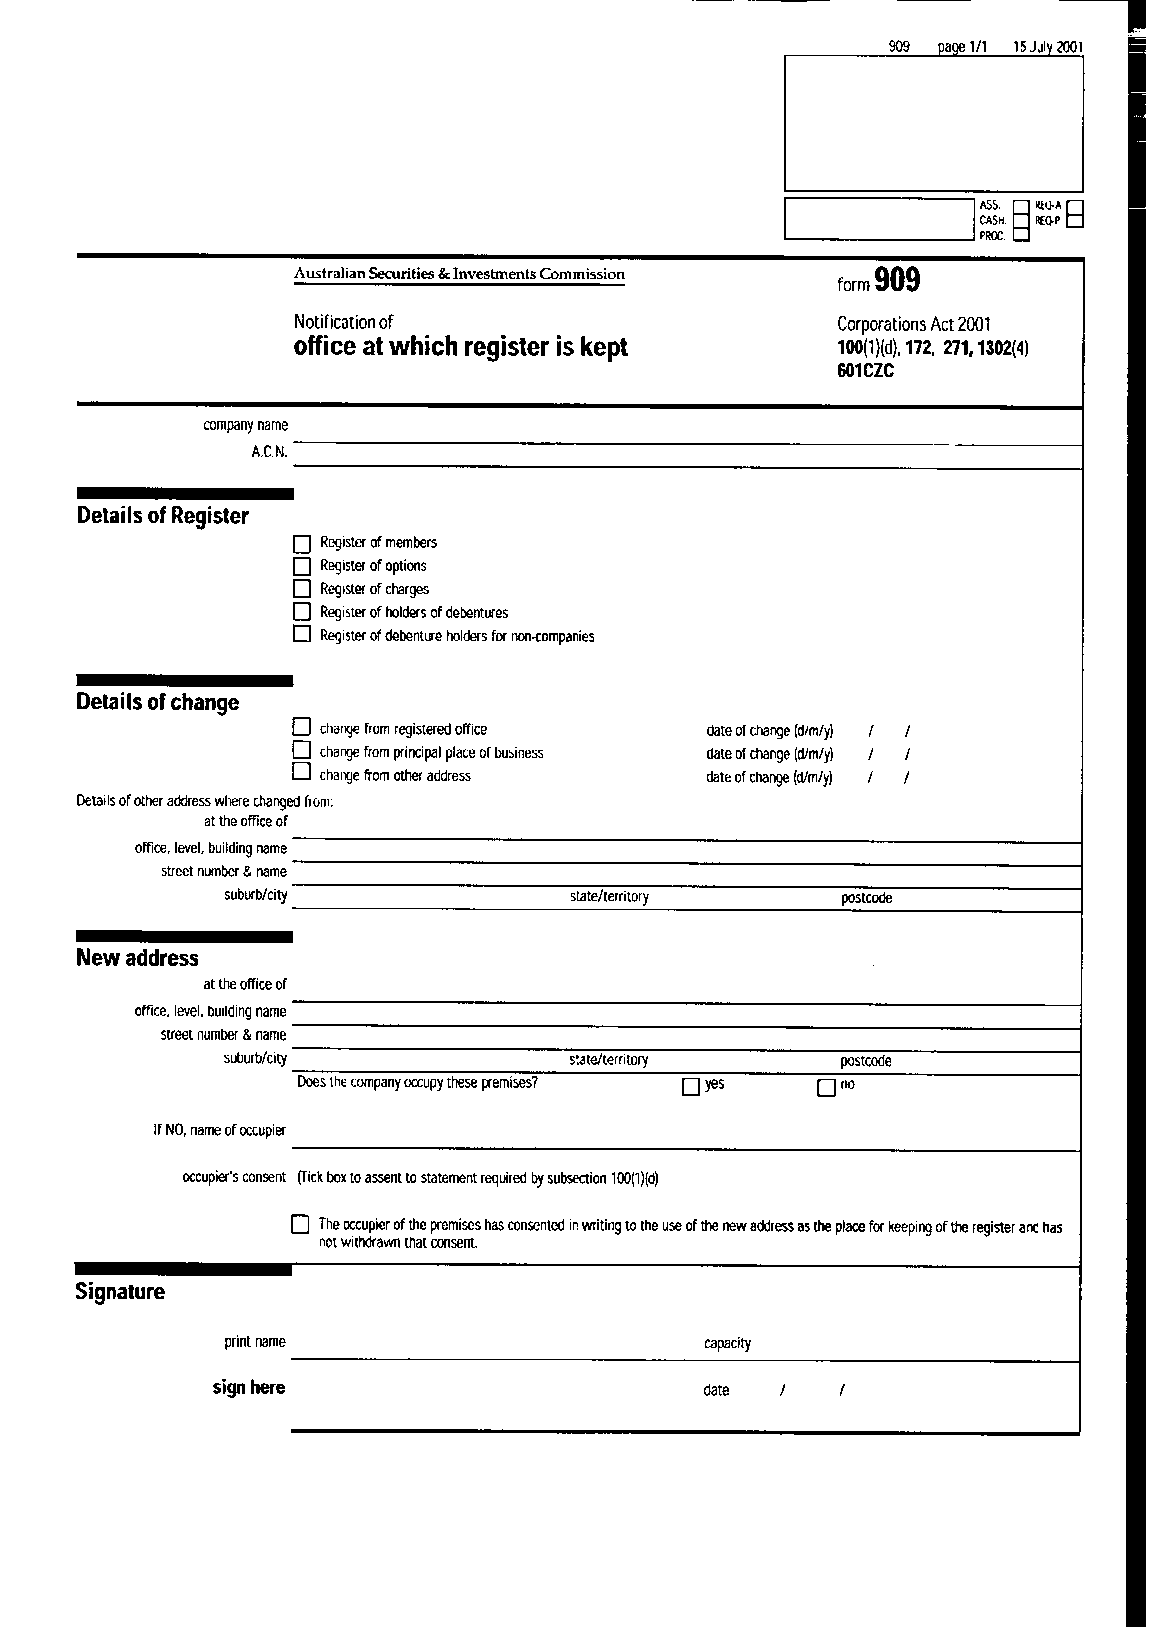 909 page 1/1 15 July 2001
ASS. REQ-A
CASH. REQ-P
PROC.
Australian Securities & Investments Commission
form 909
Notification of
office at which register is kept
Corporations Act 2001
100(1)(d), 172, 271, 1302(4)
601CZC
company name
A.C.N.
Details of Register
Register of members
Register of options
Register of charges
Register of holders of debentures
Register of debenture holders for non-companies
Details of change
change from registered office date of change (d/m/y) / /
change from principal place of business date of change (d/m/y) / /
change from other address date of change (d/m/y) / /
Details of other address where changed from:
at the office of
office, level, building name
street number & name
suburb/city state/territory postcode
New address
at the office of
office, level, building name
street number & name
suburb/city state/territory postcode
Does the company occupy these premises? yes no
If NO, name of occupier
occupier's consent (Tick box to assent to statement required by subsection 100(1)(d)
The occupier of the premises has consented in writing to the use of the new address as the place for keeping of the register and has
not withdrawn that consent.
Signature
print name capacity
sign here date / /